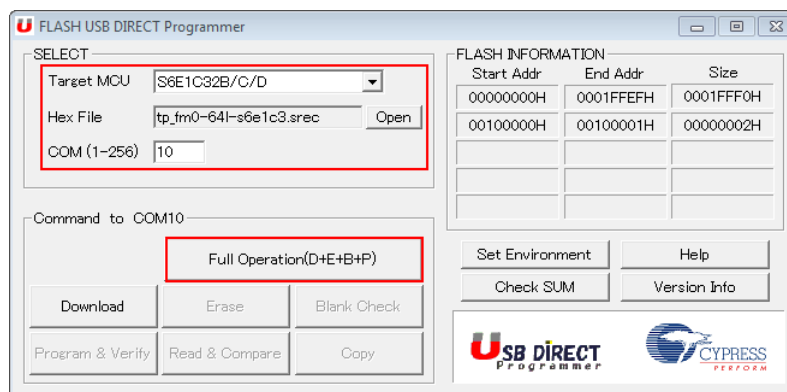 FLASH USB DIRECT Programmer
SELECT
Target MCU S6E1C32B/C/D
Hex File tp_fm0-64l-s6e1c3.srec Open
COM (1-256) 10
FLASH INFORMATION
Start Addr End Addr Size
00000000H 0001FFEFH 0001FFF0H
00100000H 00100001H 00000002H
Command to COM10
Full Operation(D+E+B+P)
Download Erase Blank Check
Program & Verify Read & Compare Copy
Set Environment Help
Check SUM Version Info
USB DIRECT
Programmer
CYPRESS
PERFORM